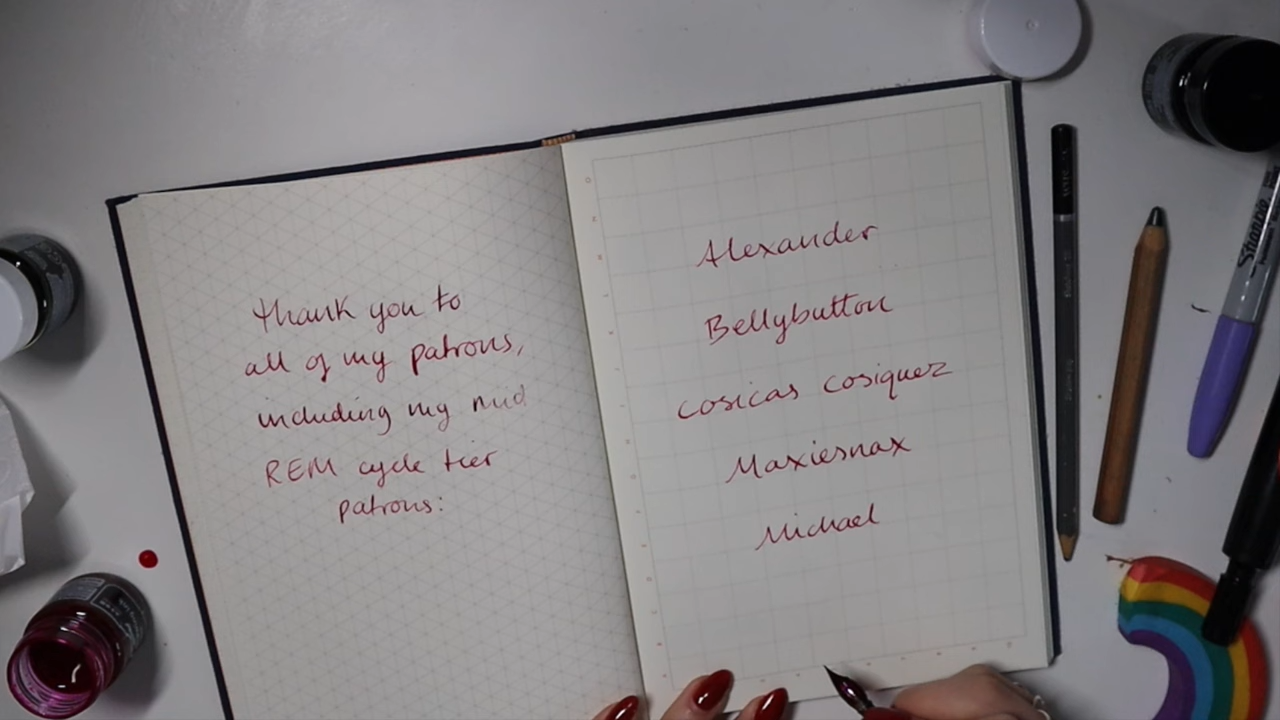 thank you to
all of my patrons,
including my mid
REM cycle tier
patrons:
Alexander
Bellybutton
cosicas cosiquez
Maxiesnax
Michael
Sharpie